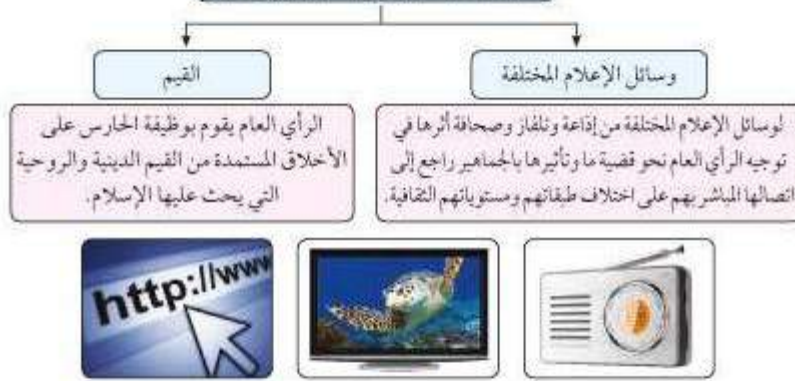 وسائل الإعلام المختلفة
لوسائل الإعلام المختلفة من إذاعة وتلفاز وصحافة أثرها في
توجيه الرأي العام نحو قضية ما وتأثيرها بالجماهير راجع إلى
اتصالها المباشر بهم على اختلاف طبقاتهم ومستوياتهم الثقافية.
القيم
الرأي العام يقوم بوظيفة الحارس على
الأخلاق المستمدة من القيم الدينية والروحية
التي يحث عليها الإسلام.
http://www